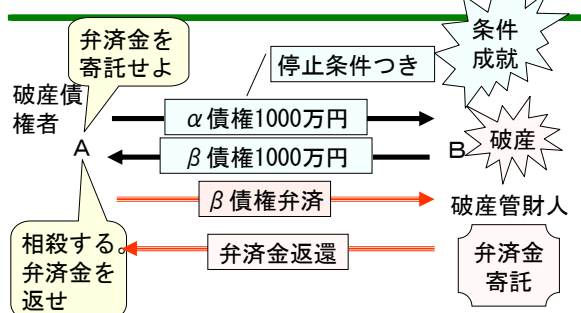 弁済金を
寄託せよ
条件
成就
停止条件つき
破産債
権者
α債権1000万円
A
β債権1000万円
B
破産
β債権弁済
破産管財人
相殺する。
弁済金を
返せ
弁済金返還
弁済金
寄託